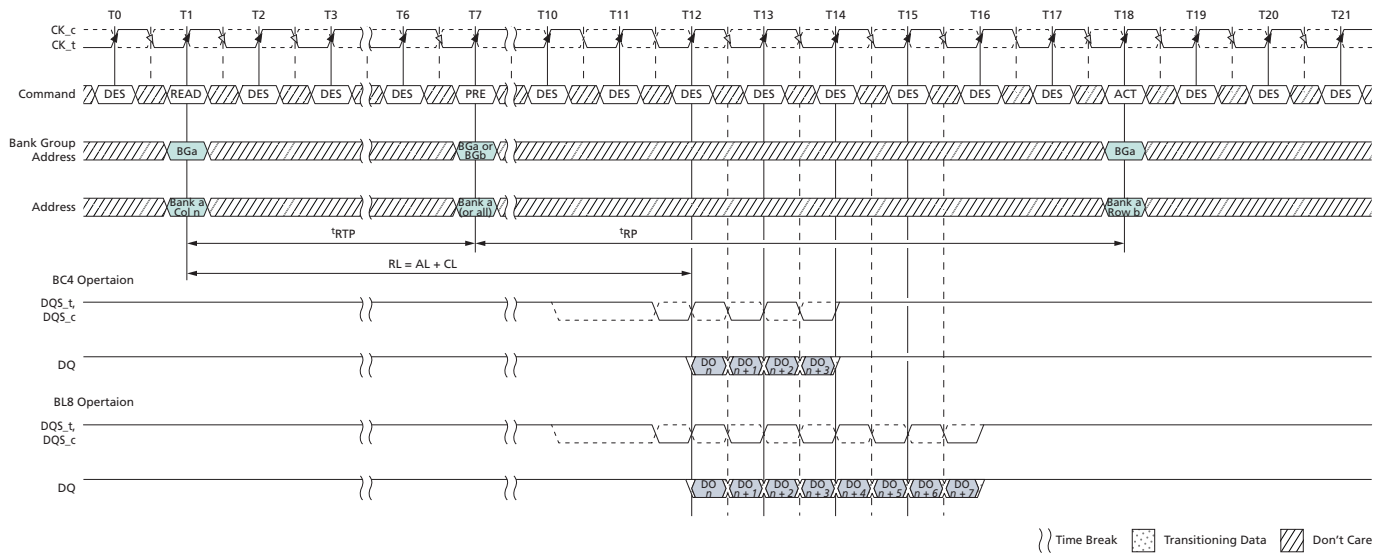 T0 T1 T2 T3 T6 T7 T10 T11 T12 T13 T14 T15 T16 T17 T18 T19 T20 T21
CK_c
CK_t
Command DES READ DES DES DES PRE DES DES DES DES DES DES DES DES ACT DES DES DES
Bank Group
Address
BGa
BGa or
BGb
BGa
Address
Bank a
Col n
Bank a
(or all)
Bank a
Row b
tRTP tRP
RL = AL + CL
BC4 Opertaion
DQS_t,
DQS_c
DQ
DO
n
DO
n + 1
DO
n + 2
DO
n + 3
BL8 Opertaion
DQS_t,
DQS_c
DQ
DO
n
DO
n + 1
DO
n + 2
DO
n + 3
DO
n + 4
DO
n + 5
DO
n + 6
DO
n + 7
Time Break Transitioning Data Don't Care